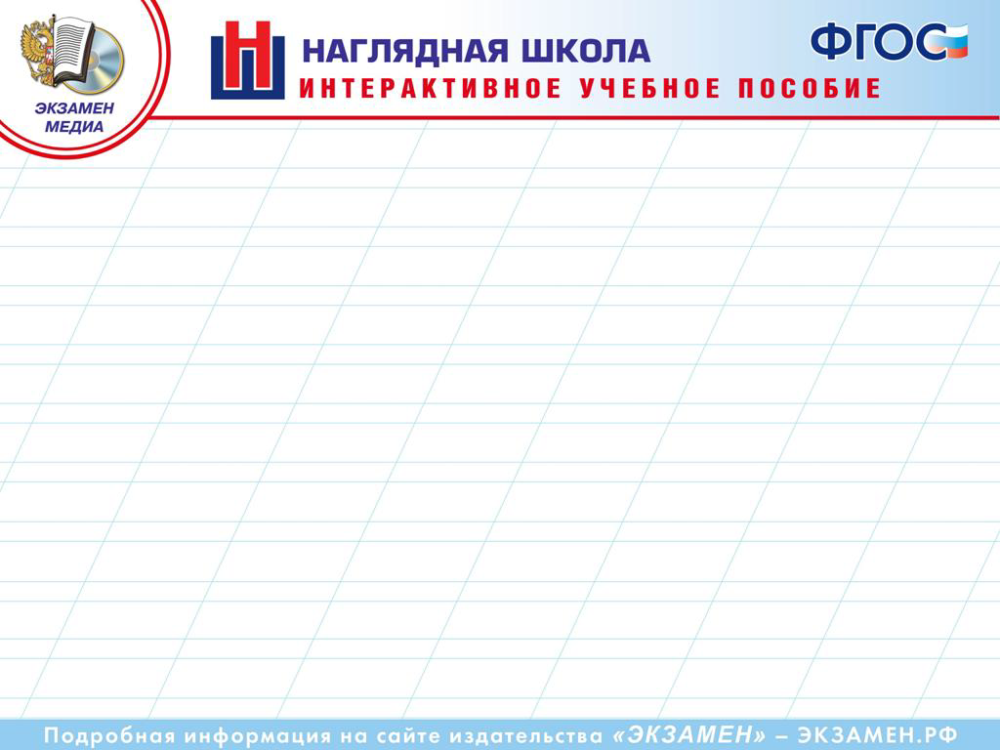 ЭКЗАМЕН
МЕДИА
НАГЛЯДНАЯ ШКОЛА
ИНТЕРАКТИВНОЕ УЧЕБНОЕ ПОСОБИЕ
ФГОС
Подробная информация на сайте издательства «ЭКЗАМЕН» – ЭКЗАМЕН.РФ